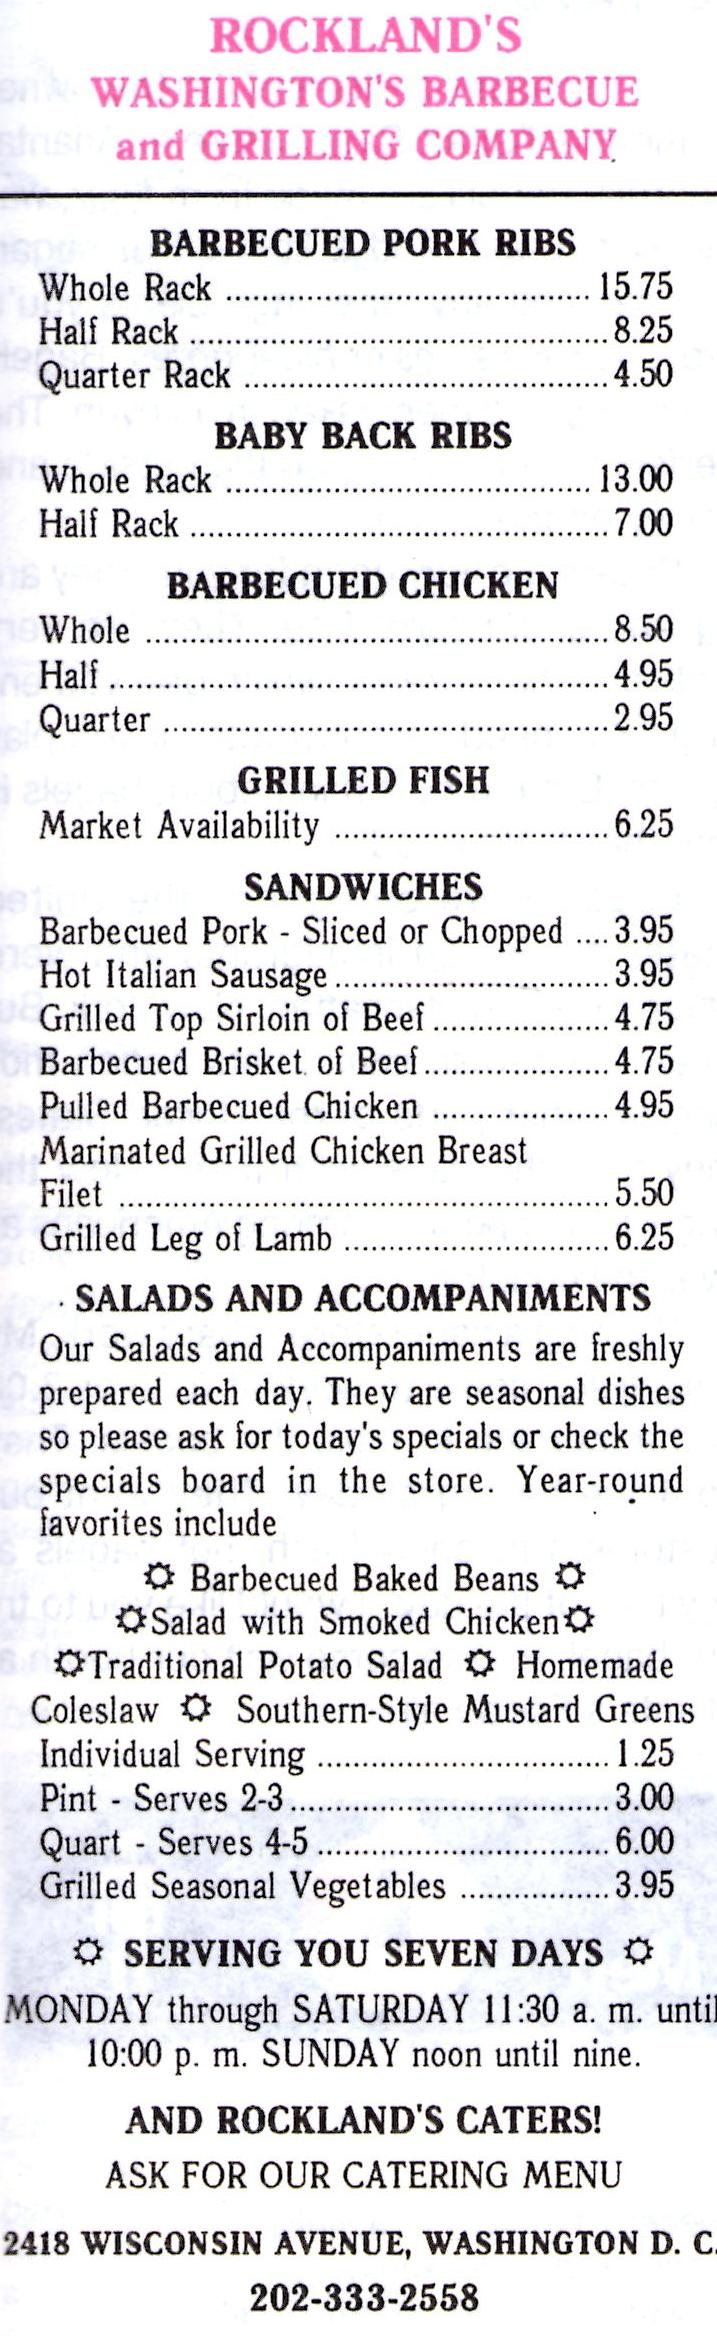 ROCKLAND'S
WASHINGTON'S BARBECUE
and GRILLING COMPANY
BARBECUED PORK RIBS
Whole Rack ........................................ 15.75
Half Rack ............................................. 8.25
Quarter Rack ....................................... 4.50
BABY BACK RIBS
Whole Rack ........................................ 13.00
Half Rack ............................................. 7.00
BARBECUED CHICKEN
Whole .................................................. 8.50
Half ...................................................... 4.95
Quarter ................................................ 2.95
GRILLED FISH
Market Availability ............................. 6.25
SANDWICHES
Barbecued Pork - Sliced or Chopped .... 3.95
Hot Italian Sausage ............................. 3.95
Grilled Top Sirloin of Beef ................... 4.75
Barbecued Brisket of Beef .................... 4.75
Pulled Barbecued Chicken ................... 4.95
Marinated Grilled Chicken Breast
Filet ..................................................... 5.50
Grilled Leg of Lamb ............................ 6.25
SALADS AND ACCOMPANIMENTS
Our Salads and Accompaniments are freshly
prepared each day. They are seasonal dishes
so please ask for today's specials or check the
specials board in the store. Year-round
favorites include
✡ Barbecued Baked Beans ✡
✡Salad with Smoked Chicken✡
✡Traditional Potato Salad ✡ Homemade
Coleslaw ✡ Southern-Style Mustard Greens
Individual Serving ............................... 1.25
Pint - Serves 2-3 .................................. 3.00
Quart - Serves 4-5 ............................... 6.00
Grilled Seasonal Vegetables ................ 3.95
✡ SERVING YOU SEVEN DAYS ✡
MONDAY through SATURDAY 11:30 a. m. until
10:00 p. m. SUNDAY noon until nine.
AND ROCKLAND'S CATERS!
ASK FOR OUR CATERING MENU
2418 WISCONSIN AVENUE, WASHINGTON D. C.
202-333-2558